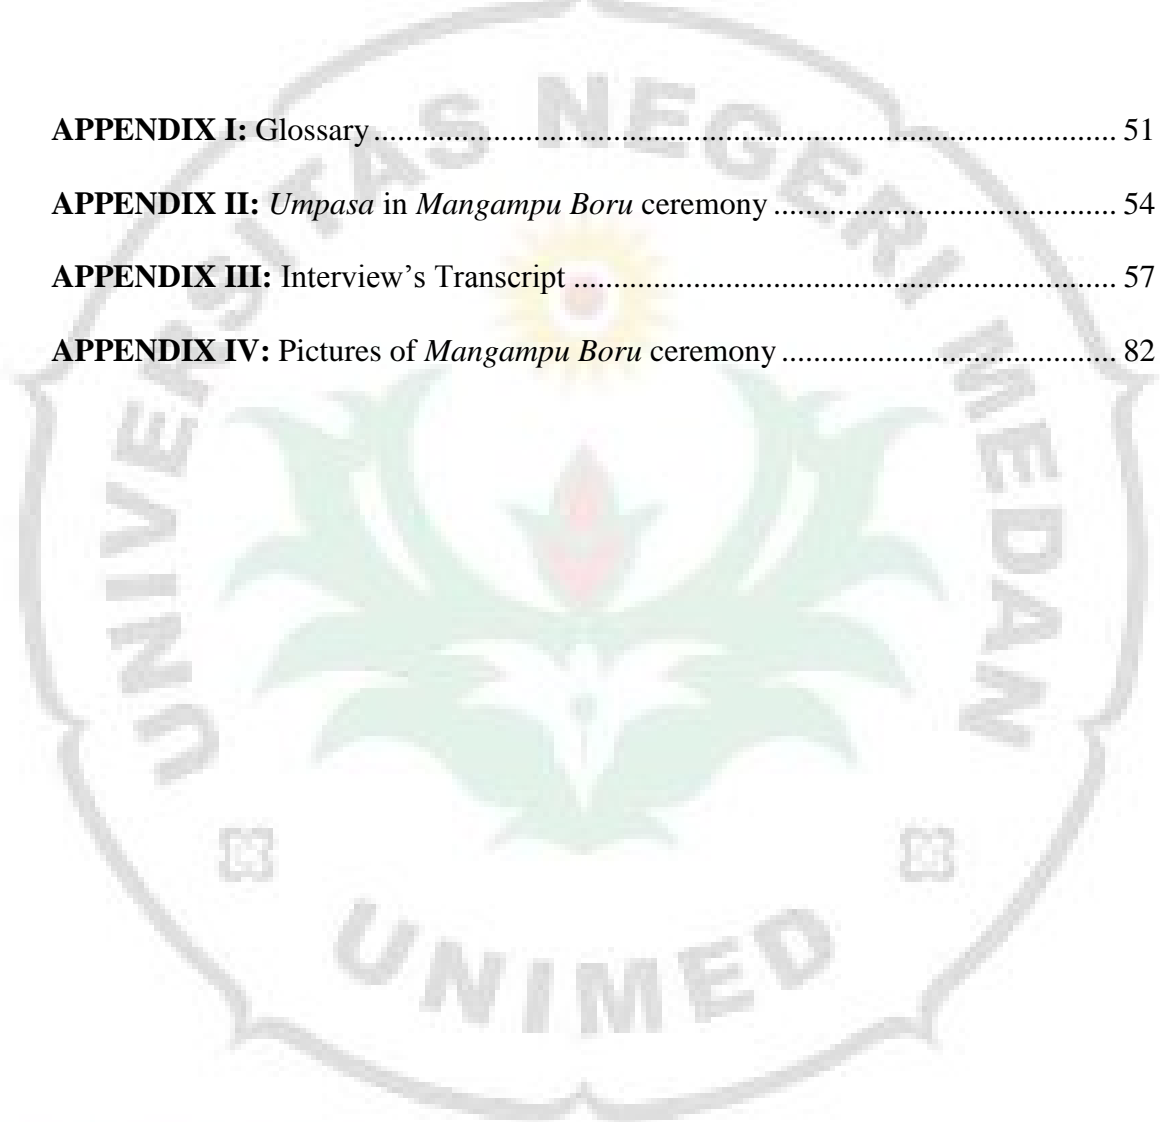 APPENDIX I: Glossary ........................................................................................... 51
APPENDIX II: Umpasa in Mangampu Boru ceremony .......................................... 54
APPENDIX III: Interview’s Transcript .................................................................. 57
APPENDIX IV: Pictures of Mangampu Boru ceremony ......................................... 82
UNIVERSITAS NEGERI MEDAN
UNIMED